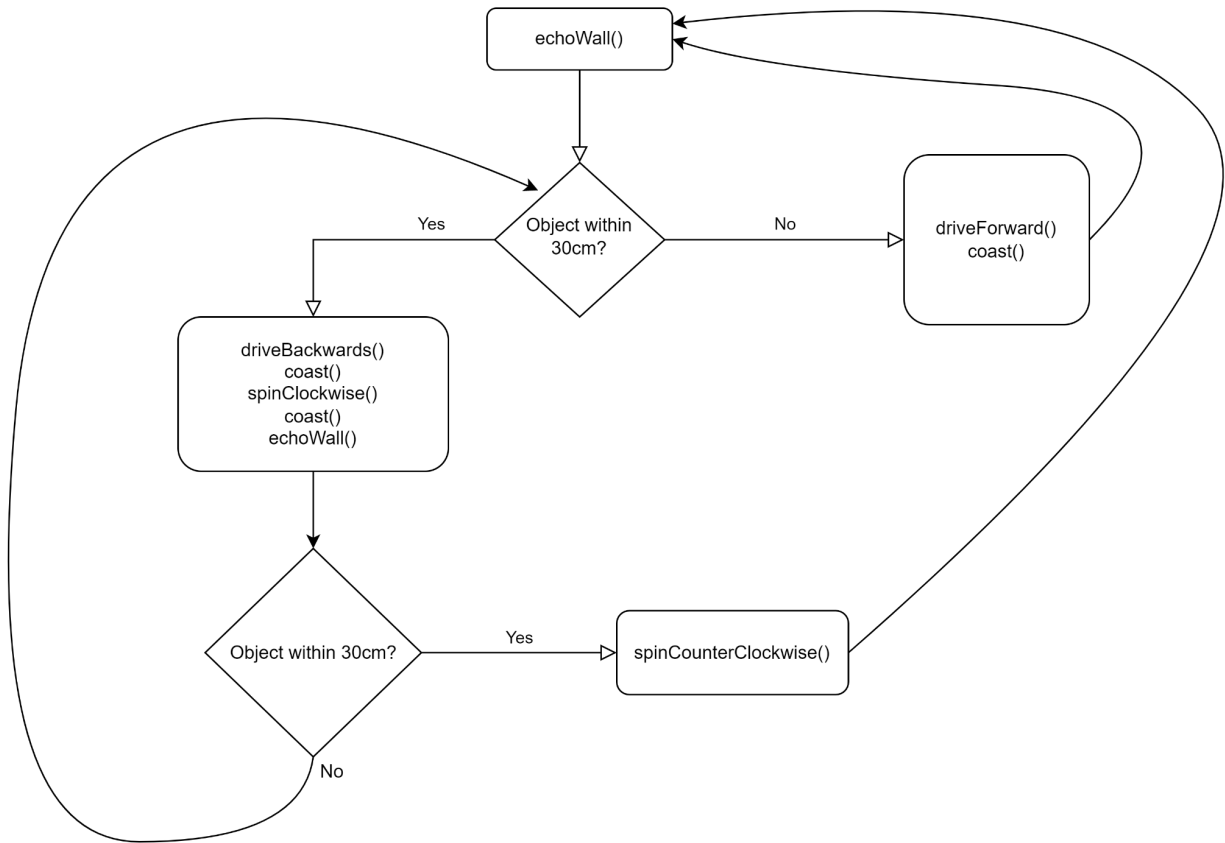 echoWall()
Object within
30cm?
Yes
No
driveForward()
coast()
driveBackwards()
coast()
spinClockwise()
coast()
echoWall()
Object within 30cm?
Yes
spinCounterClockwise()
No